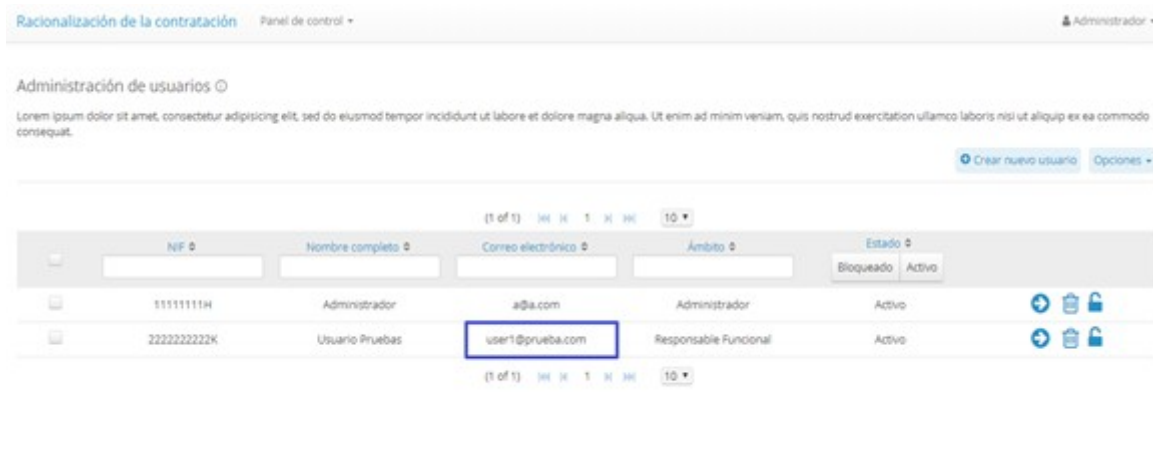 Racionalización de la contratación Panel de control Administrador
Administración de usuarios
Lorem ipsum dolor sit amet, consectetur adipisicing elit, sed do eiusmod tempor incididunt ut labore et dolore magna aliqua. Ut enim ad minim veniam, quis nostrud exercitation ullamco laboris nisi ut aliquip ex ea commodo
consequat.
Crear nuevo usuario Opciones
(1 of 1) 1 10
NIF Nombre completo Correo electrónico Ámbito Estado
Bloqueado Activo
11111111H Administrador a@a.com Administrador Activo
2222222222K Usuario Pruebas user1@prueba.com Responsable Funcional Activo
(1 of 1) 1 10